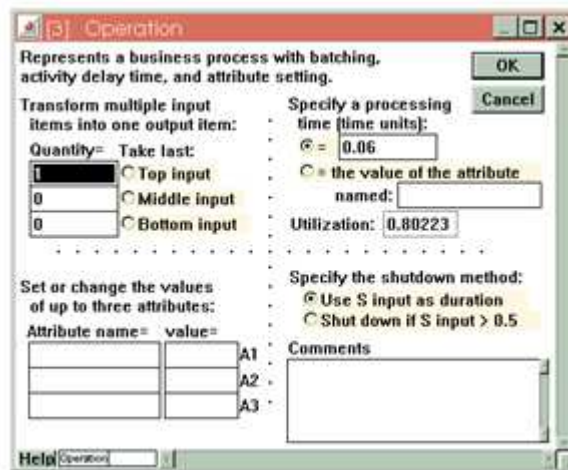 [3] Operation
Represents a business process with batching,
activity delay time, and attribute setting.
OK
Cancel
Transform multiple input
items into one output item:
Quantity= Take last:
1 Top input
0 Middle input
0 Bottom input
Specify a processing
time (time units):
= 0.06
= the value of the attribute
named:
Utilization: 0.80223
Set or change the values
of up to three attributes:
Attribute name= value=
A1
A2
A3
Specify the shutdown method:
Use S input as duration
Shut down if S input > 0.5
Comments
Help Operation